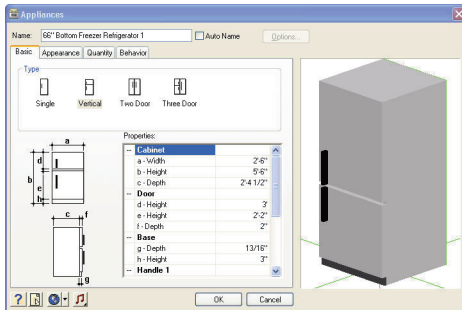 Appliances
Name: 66" Bottom Freezer Refrigerator 1 Auto Name Options...
Basic Appearance Quantity Behavior
Type
Single Vertical Two Door Three Door
Properties:
Cabinet
a - Width 2'-6"
b - Height 5'-6"
c - Depth 2'-4 1/2"
Door
d - Height 3'
e - Height 2'-2"
f - Depth 2"
Base
g - Depth 13/16"
h - Height 3"
Handle 1
a
d
b
e
h
c f
g
OK Cancel